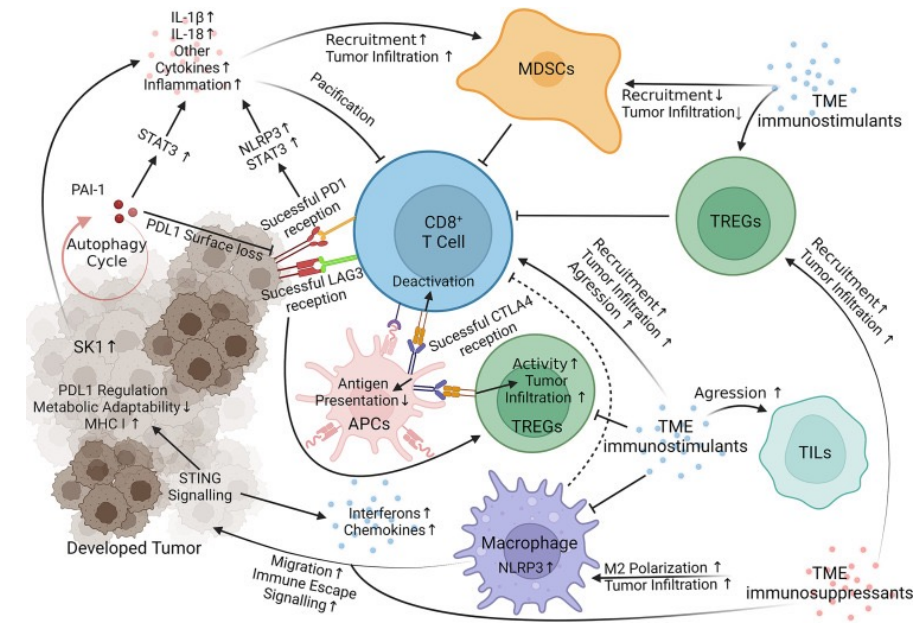 IL-1β↑
IL-18↑
Other
Cytokines↑
Inflammation↑
Recruitment↑
Tumor Infiltration ↑
MDSCs
Recruitment↓
Tumor Infiltration↓
TME
immunostimulants
Pacification
STAT3 ↑
NLRP3↑
STAT3 ↑
PAI-1
PDL1 Surface loss
Autophagy
Cycle
Sucessful PD1
reception
CD8⁺
T Cell
Deactivation
TREGs
Sucessful LAG3
reception
Sucessful CTLA4
reception
Recruitment↑
Tumor Infiltration ↑
Agression ↑
Recruitment↑
Tumor Infiltration ↑
SK1↑
PDL1 Regulation
Metabolic Adaptability↓
MHC I ↑
Antigen
Presentation↓
APCs
Activity↑
Tumor
Infiltration ↑
TREGs
Agression ↑
TME
immunostimulants
TILs
STING
Signalling
Interferons↑
Chemokines↑
Developed Tumor
Macrophage
NLRP3↑
M2 Polarization ↑
Tumor Infiltration ↑
TME
immunosuppressants
Migration↑
Immune Escape
Signalling↑